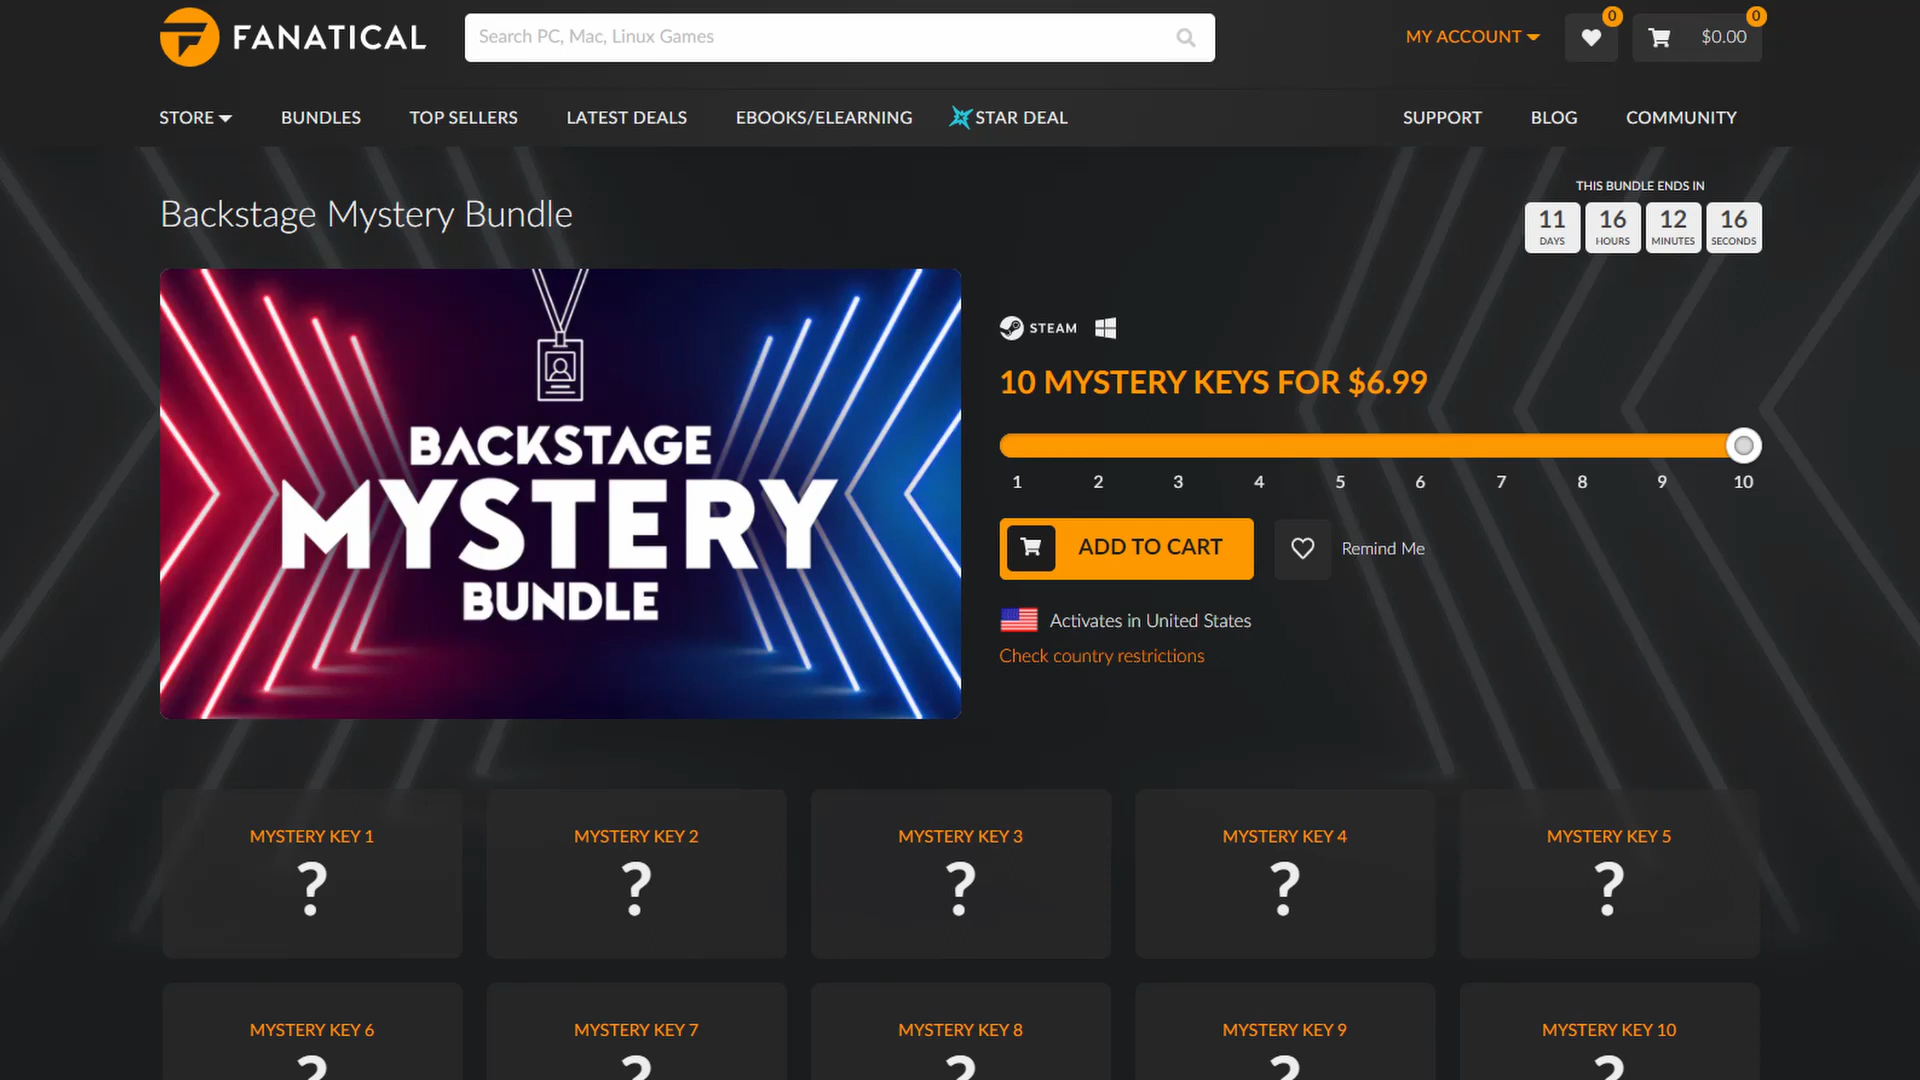 FANATICAL
Search PC, Mac, Linux Games
MY ACCOUNT
0
0
$0.00
STORE
BUNDLES
TOP SELLERS
LATEST DEALS
EBOOKS/ELEARNING
STAR DEAL
SUPPORT
BLOG
COMMUNITY
Backstage Mystery Bundle
THIS BUNDLE ENDS IN
11 16 12 16
DAYS HOURS MINUTES SECONDS
BACKSTAGE
MYSTERY
BUNDLE
STEAM
10 MYSTERY KEYS FOR $6.99
1 2 3 4 5 6 7 8 9 10
ADD TO CART
Remind Me
Activates in United States
Check country restrictions
MYSTERY KEY 1
?
MYSTERY KEY 2
?
MYSTERY KEY 3
?
MYSTERY KEY 4
?
MYSTERY KEY 5
?
MYSTERY KEY 6
?
MYSTERY KEY 7
?
MYSTERY KEY 8
?
MYSTERY KEY 9
?
MYSTERY KEY 10
?